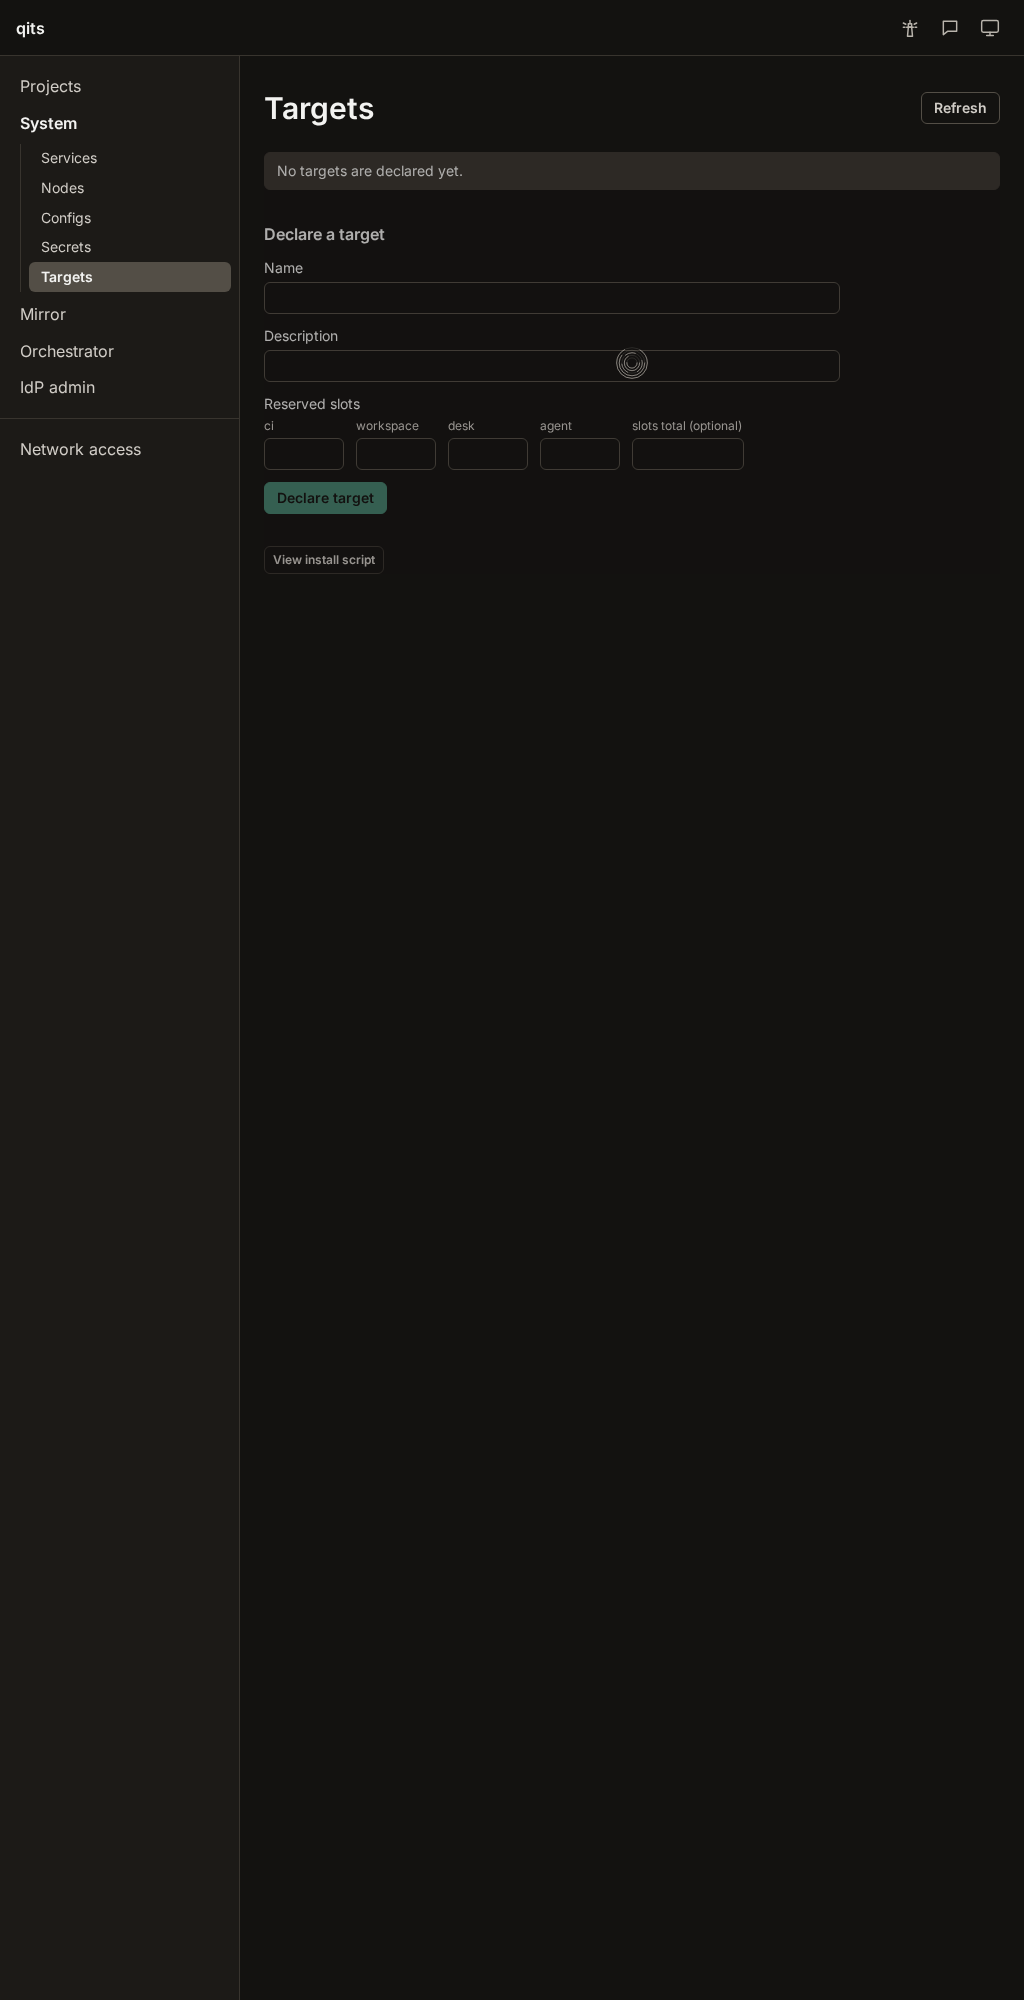 qits
Projects
System
Services
Nodes
Configs
Secrets
Targets
Mirror
Orchestrator
IdP admin
Network access
Targets
Refresh
No targets are declared yet.
Declare a target
Name
Description
Reserved slots
ci
workspace
desk
agent
slots total (optional)
Declare target
View install script